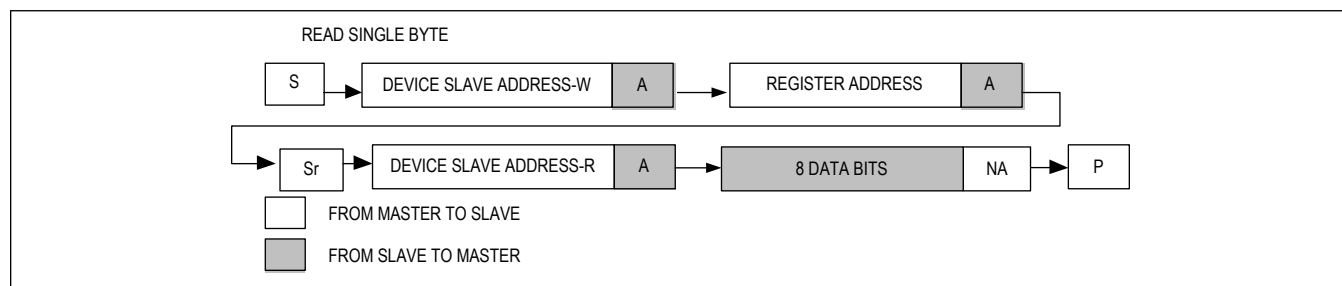 READ SINGLE BYTE
S DEVICE SLAVE ADDRESS-W A REGISTER ADDRESS A
Sr DEVICE SLAVE ADDRESS-R A 8 DATA BITS NA P
FROM MASTER TO SLAVE
FROM SLAVE TO MASTER